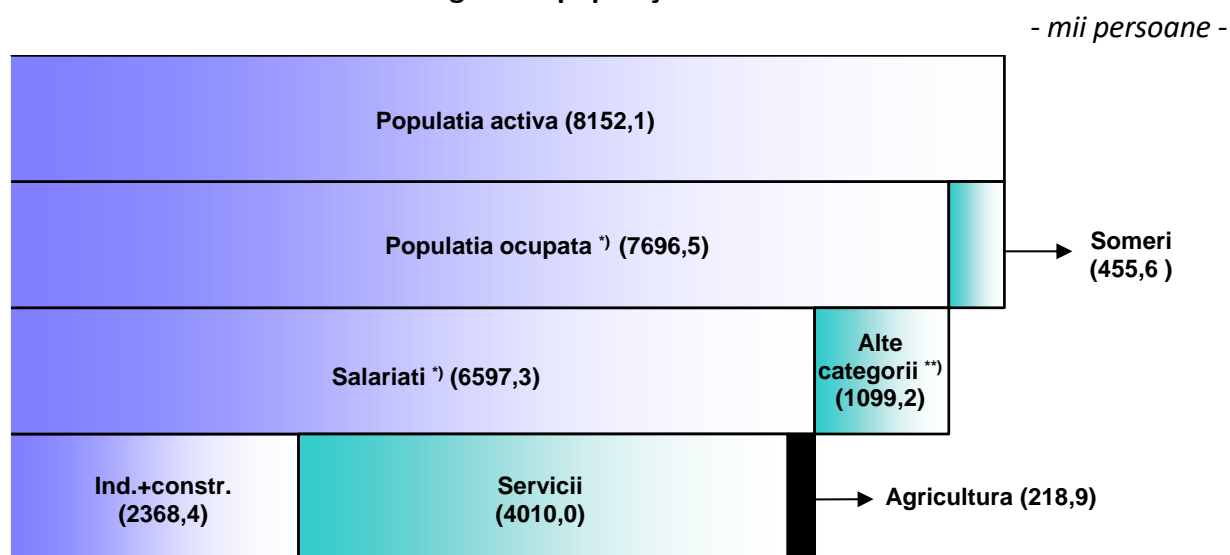 - mii persoane -
Populatia activa (8152,1)
Populatia ocupata *) (7696,5)
Someri
(455,6 )
Salariati *) (6597,3)
Alte
categorii **)
(1099,2)
Ind.+constr.
(2368,4)
Servicii
(4010,0)
Agricultura (218,9)